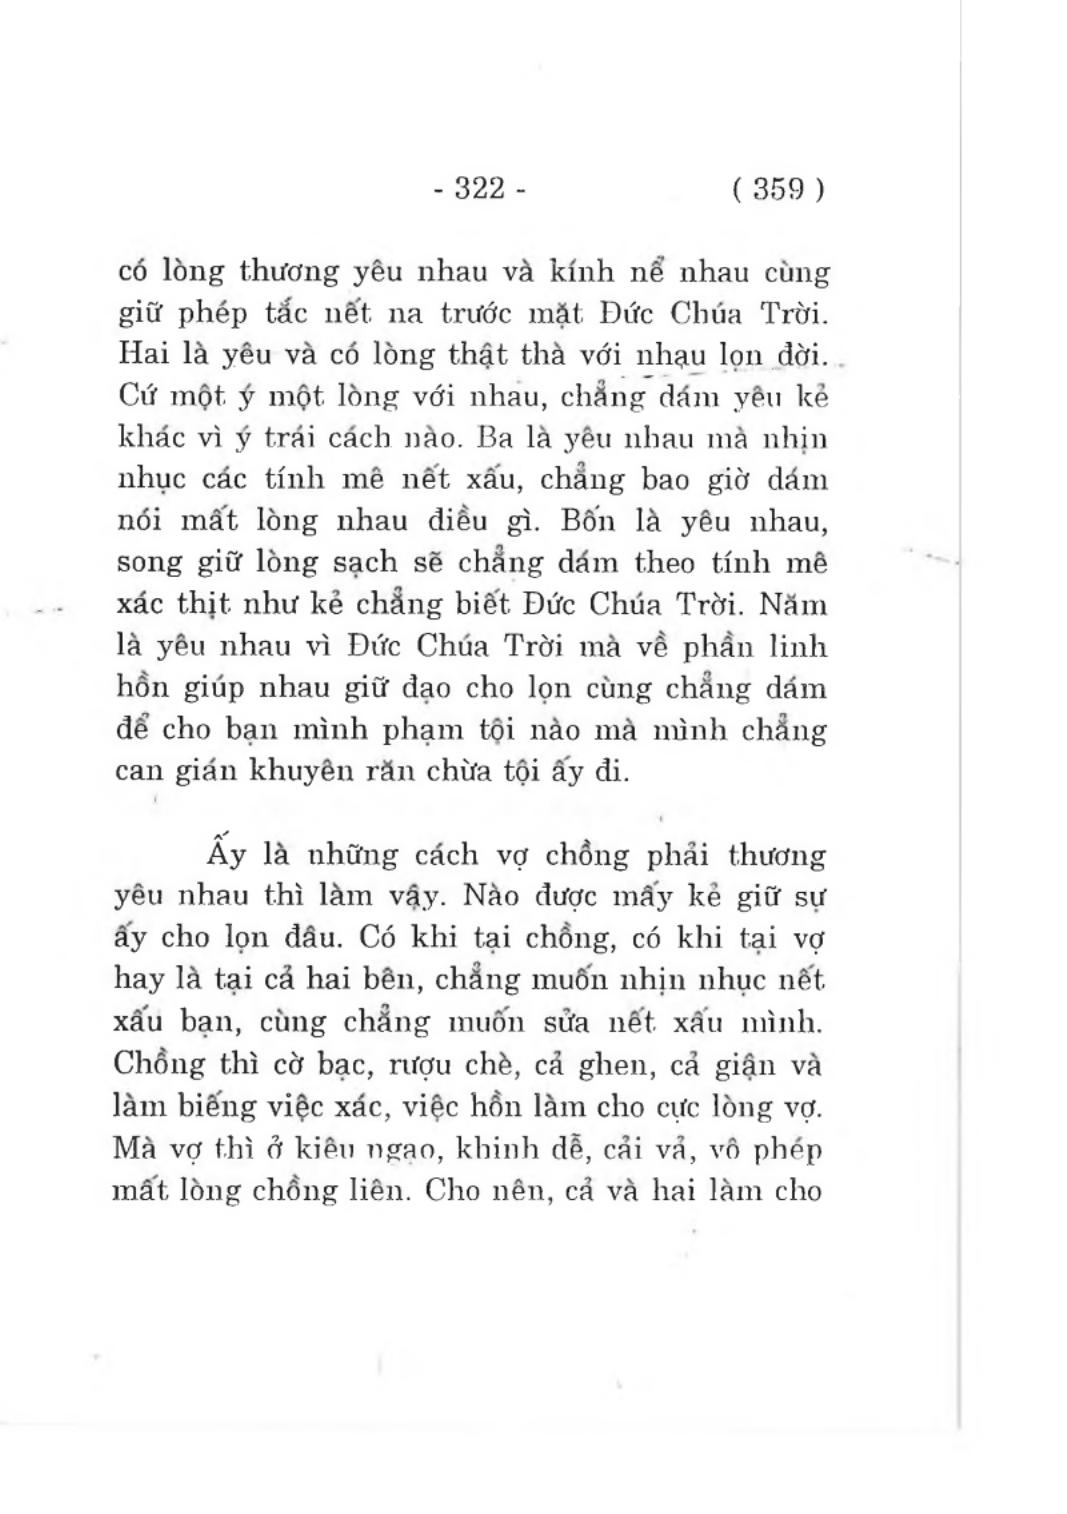 - 322 - ( 359 )
có lòng thương yêu nhau và kính nể nhau cùng
giữ phép tắc nết na trước mặt Đức Chúa Trời.
Hai là yêu và có lòng thật thà với nhạu lọn đời.
Cứ một ý một lòng với nhau, chẳng dám yêu kẻ
khác vì ý trái cách nào. Ba là yêu nhau mà nhịn
nhục các tính mê nết xấu, chẳng bao giờ dám
nói mất lòng nhau điều gì. Bốn là yêu nhau,
song giữ lòng sạch sẽ chẳng dám theo tính mê
xác thịt như kẻ chẳng biết Đức Chúa Trời. Năm
là yêu nhau vì Đức Chúa Trời mà về phần linh
hồn giúp nhau giữ đạo cho lọn cùng chẳng dám
để cho bạn mình phạm tội nào mà mình chẳng
can gián khuyên răn chừa tội ấy đi.
Ấy là những cách vợ chồng phải thương
yêu nhau thì làm vậy. Nào được mấy kẻ giữ sự
ấy cho lọn đâu. Có khi tại chồng, có khi tại vợ
hay là tại cả hai bên, chẳng muốn nhịn nhục nết
xấu bạn, cùng chẳng muốn sửa nết xấu mình.
Chồng thì cờ bạc, rượu chè, cả ghen, cả giận và
làm biếng việc xác, việc hồn làm cho cực lòng vợ.
Mà vợ thì ở kiêu ngạo, khinh dễ, cải vả, vô phép
mất lòng chồng liên. Cho nên, cả và hai làm cho